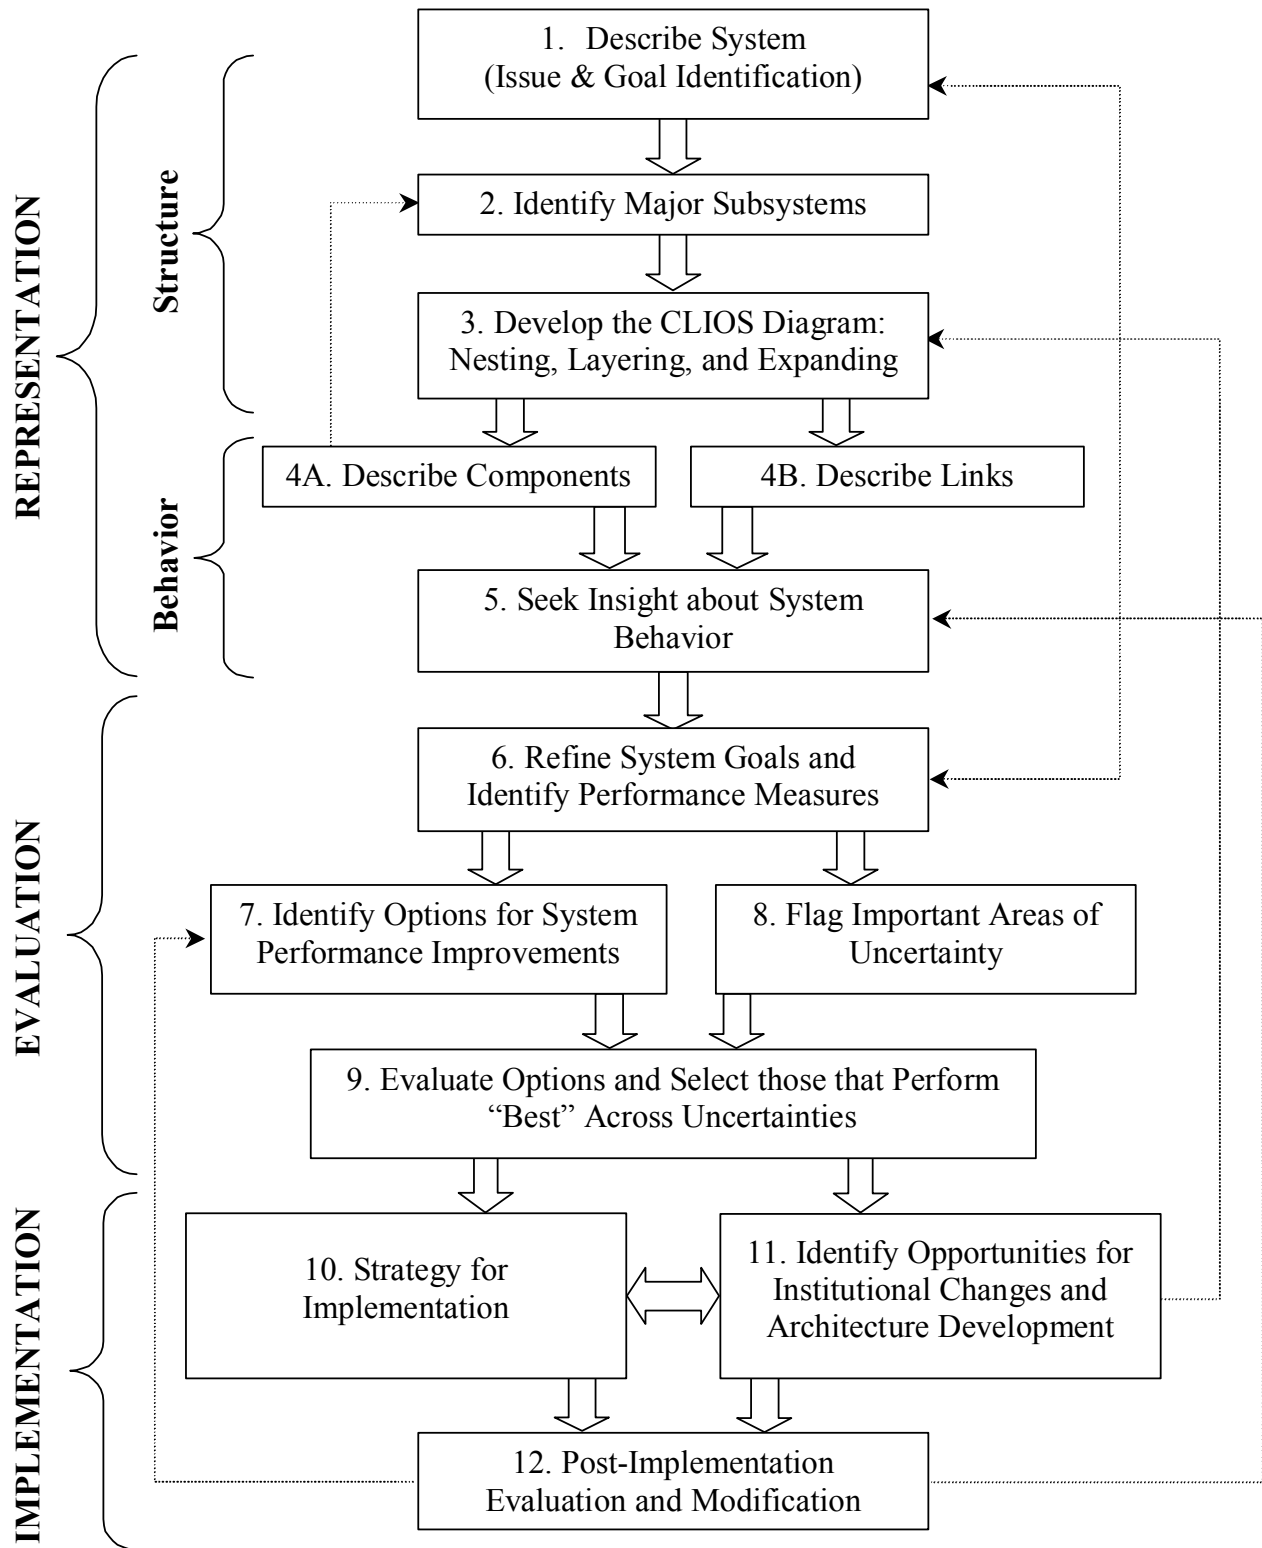 1. Describe System
(Issue & Goal Identification)
2. Identify Major Subsystems
3. Develop the CLIOS Diagram:
Nesting, Layering, and Expanding
4A. Describe Components
4B. Describe Links
5. Seek Insight about System
Behavior
REPRESENTATION
Structure
Behavior
6. Refine System Goals and
Identify Performance Measures
7. Identify Options for System
Performance Improvements
8. Flag Important Areas of
Uncertainty
9. Evaluate Options and Select those that Perform
“Best” Across Uncertainties
EVALUATION
10. Strategy for
Implementation
11. Identify Opportunities for
Institutional Changes and
Architecture Development
12. Post-Implementation
Evaluation and Modification
IMPLEMENTATION